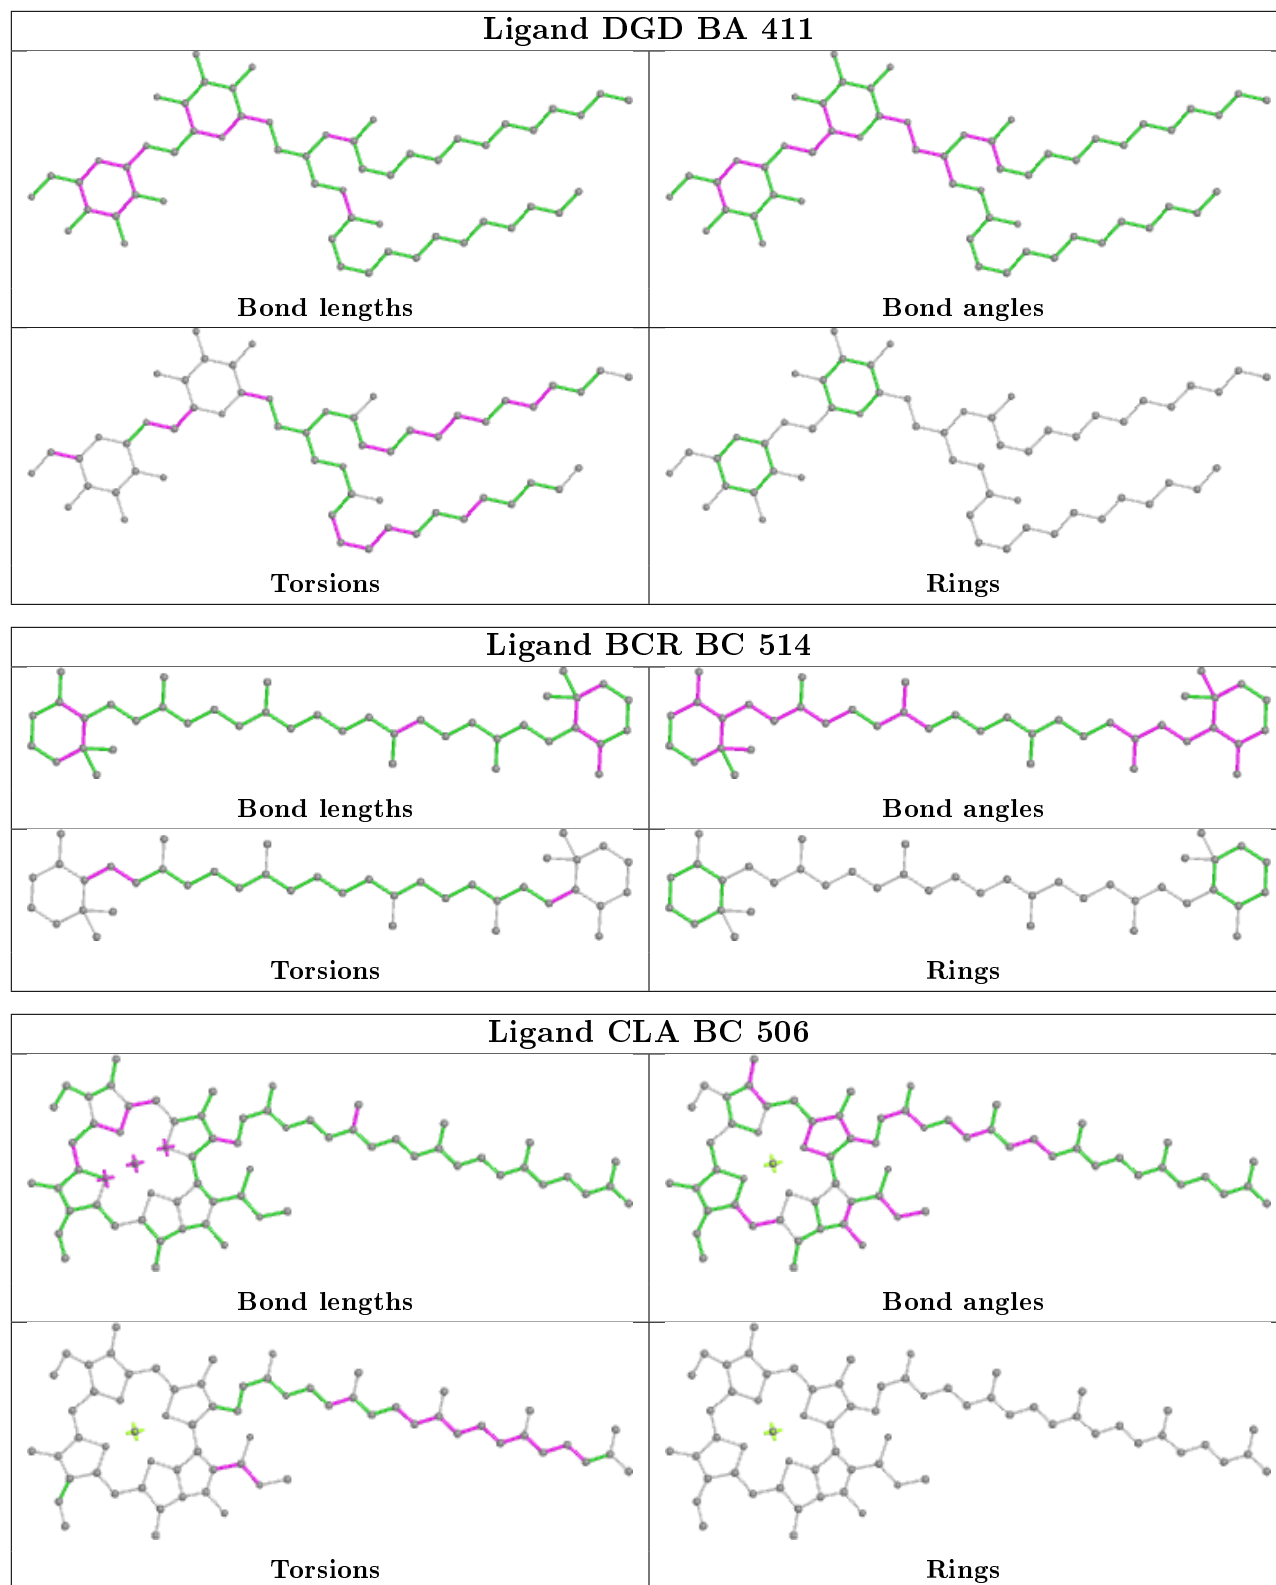 Ligand DGD BA 411
Bond lengths
Bond angles
Torsions
Rings
Ligand BCR BC 514
Bond lengths
Bond angles
Torsions
Rings
Ligand CLA BC 506
Bond lengths
Bond angles
Torsions
Rings